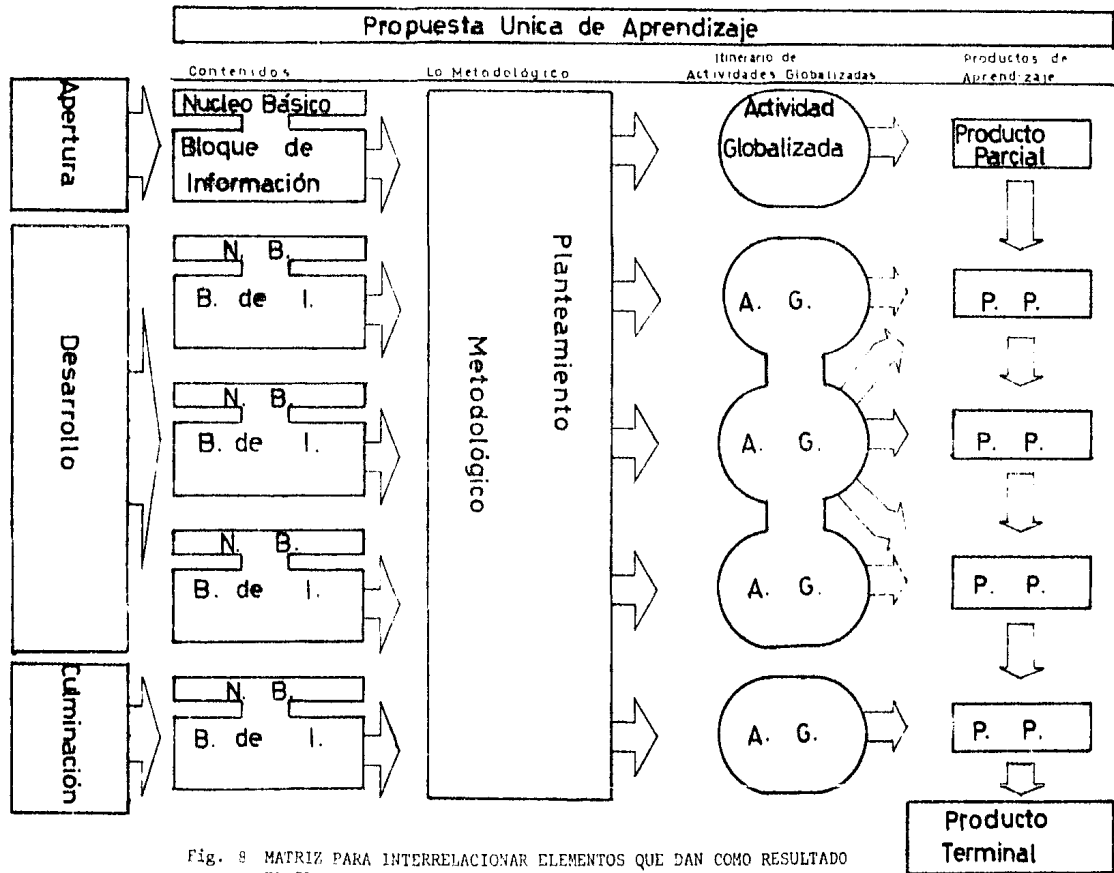 Propuesta Unica de Aprendizaje
Contenidos
Lo Metodológico
Itinerario de
Actividades Globalizadas
Productos de
Aprendizaje
Apertura
Nucleo Básico
Bloque de
Información
Actividad
Globalizada
Producto
Parcial
Desarrollo
N. B.
B. de I.
Planteamiento
Metodológico
A. G.
P. P.
N. B.
B. de I.
A. G.
P. P.
N. B.
B. de I.
A. G.
P. P.
Culminación
N. B.
B. de I.
A. G.
P. P.
Producto
Terminal
Fig. 9 MATRIZ PARA INTERRELACIONAR ELEMENTOS QUE DAN COMO RESULTADO